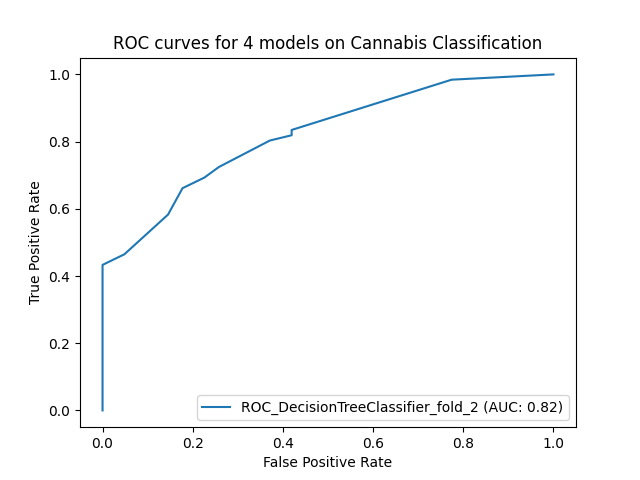 ROC curves for 4 models on Cannabis Classification
1.0
0.8
0.6
0.4
0.2
0.0
True Positive Rate
ROC_DecisionTreeClassifier_fold_2 (AUC: 0.82)
0.0 0.2 0.4 0.6 0.8 1.0
False Positive Rate